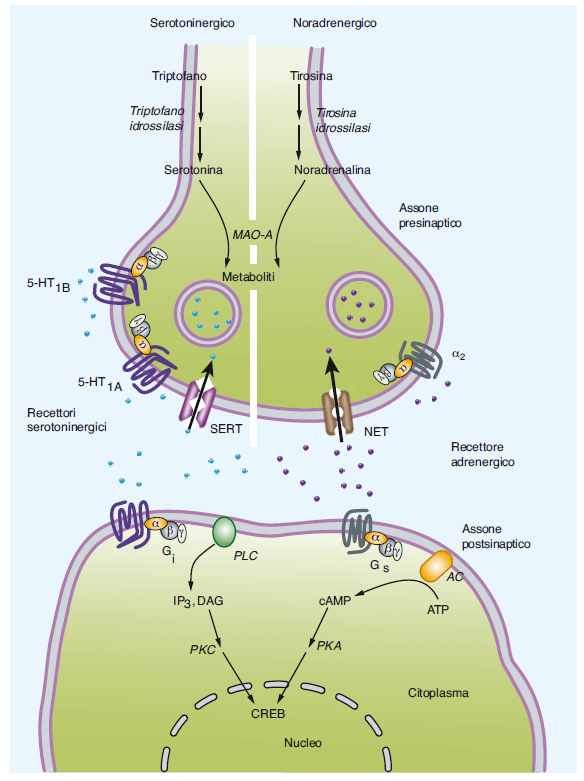 Serotoninergico
Noradrenergico
Triptofano
Tirosina
Triptofano
idrossilasi
Tirosina
idrossilasi
Serotonina
Noradrenalina
Assone
presinaptico
MAO-A
Metaboliti
5-HT1B
α
β
γ
α2
5-HT1A
α
β
γ
α
β
γ
Recettori
serotoninergici
SERT
NET
Recettore
adrenergico
α
β
γ
Gi
PLC
α
β
γ
Gs
Assone
postsinaptico
AC
IP3, DAG
cAMP
ATP
PKC
PKA
Citoplasma
CREB
Nucleo